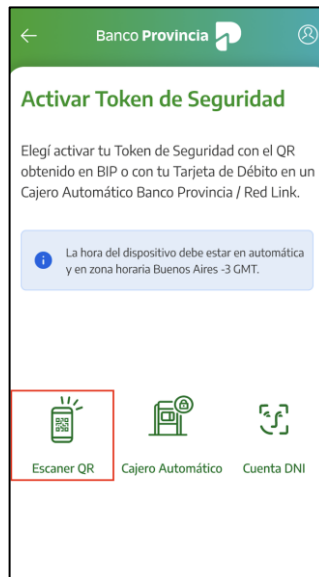 Banco Provincia
Activar Token de Seguridad
Elegí activar tu Token de Seguridad con el QR
obtenido en BIP o con tu Tarjeta de Débito en un
Cajero Automático Banco Provincia / Red Link.
La hora del dispositivo debe estar en automática
y en zona horaria Buenos Aires -3 GMT.
Escaner QR Cajero Automático Cuenta DNI